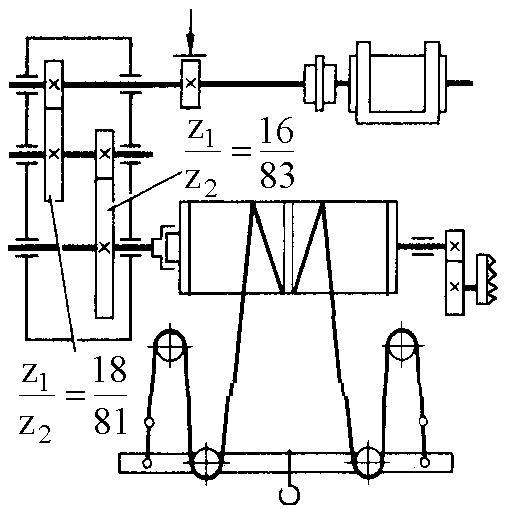 z₁/z₂ = 16/83
z₁/z₂ = 18/81